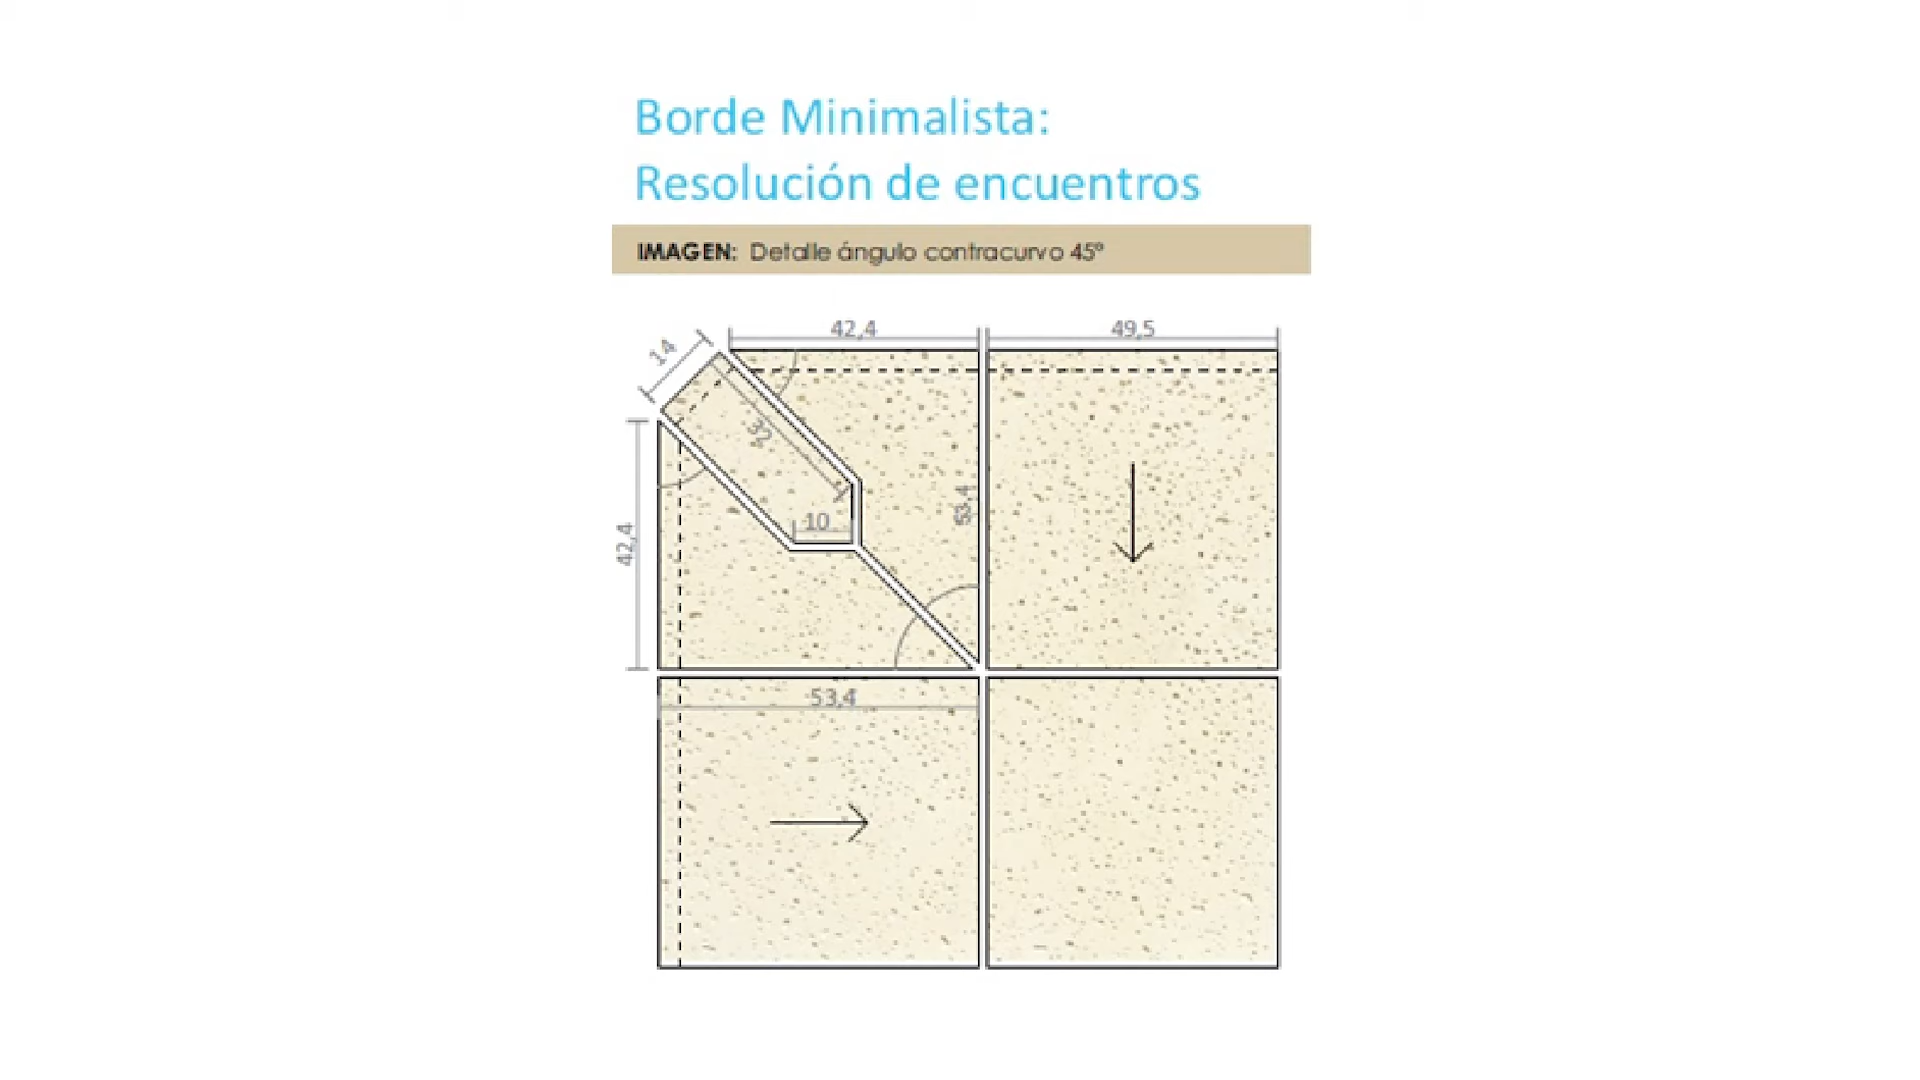 Borde Minimalista:
Resolución de encuentros
IMAGEN: Detalle ángulo contracurvo 45°
42,4
49,5
14
32
53,4
10
42,4
53,4